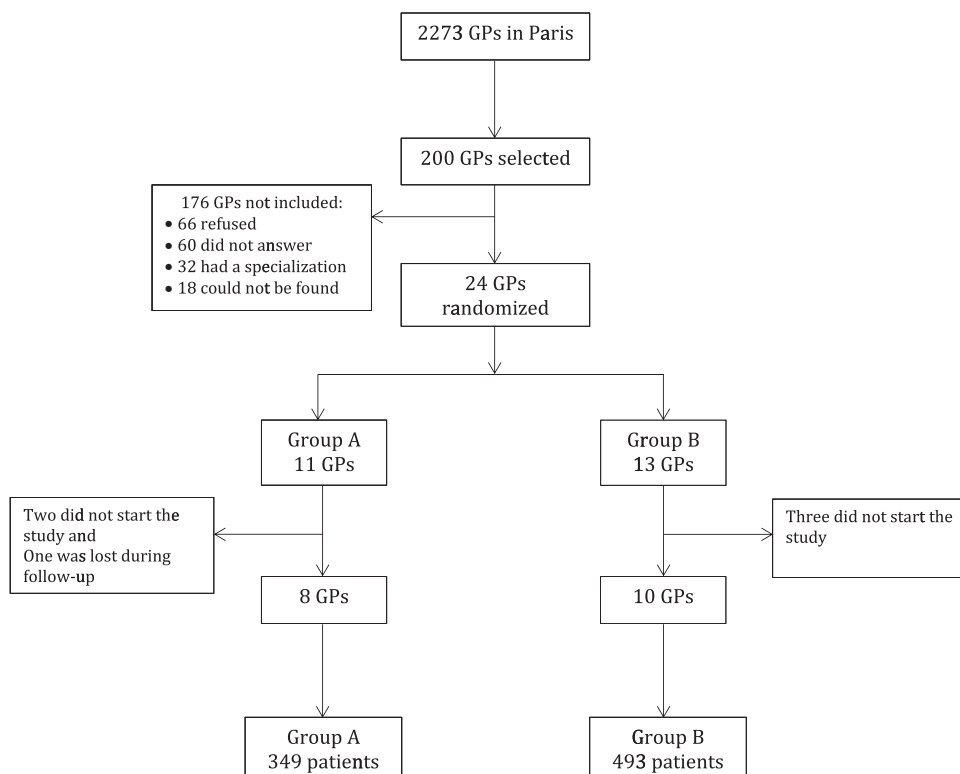 2273 GPs in Paris
200 GPs selected
176 GPs not included:
• 66 refused
• 60 did not answer
• 32 had a specialization
• 18 could not be found
24 GPs
randomized
Group A
11 GPs
Group B
13 GPs
Two did not start the
study and
One was lost during
follow-up
Three did not start the
study
8 GPs
10 GPs
Group A
349 patients
Group B
493 patients